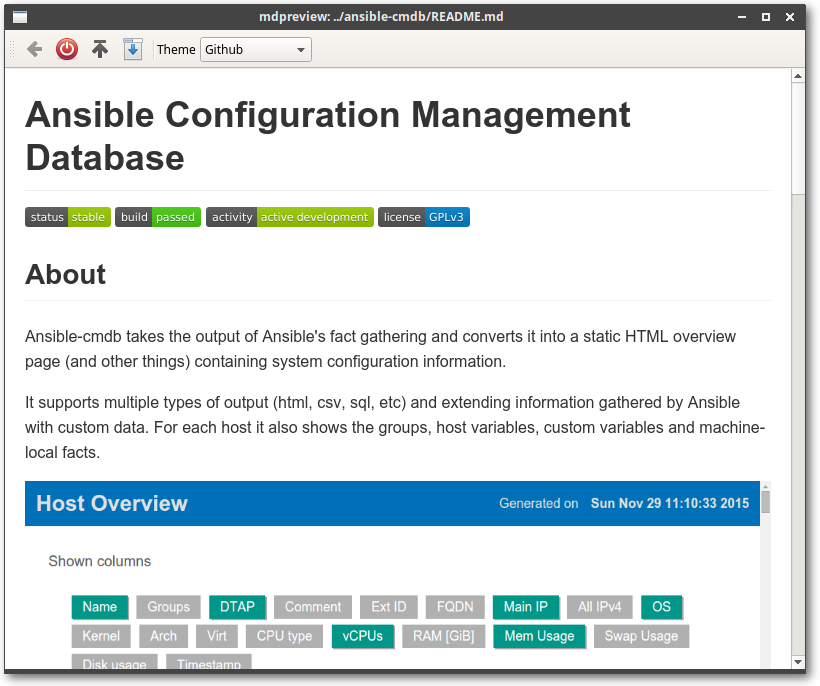 mdpreview: ../ansible-cmdb/README.md
Theme Github
Ansible Configuration Management
Database
status stable build passed activity active development license GPLv3
About
Ansible-cmdb takes the output of Ansible's fact gathering and converts it into a static HTML overview
page (and other things) containing system configuration information.
It supports multiple types of output (html, csv, sql, etc) and extending information gathered by Ansible
with custom data. For each host it also shows the groups, host variables, custom variables and machine-
local facts.
Host Overview Generated on Sun Nov 29 11:10:33 2015
Shown columns
Name Groups DTAP Comment Ext ID FQDN Main IP All IPv4 OS
Kernel Arch Virt CPU type vCPUs RAM [GiB] Mem Usage Swap Usage
Disk usage Timestamp